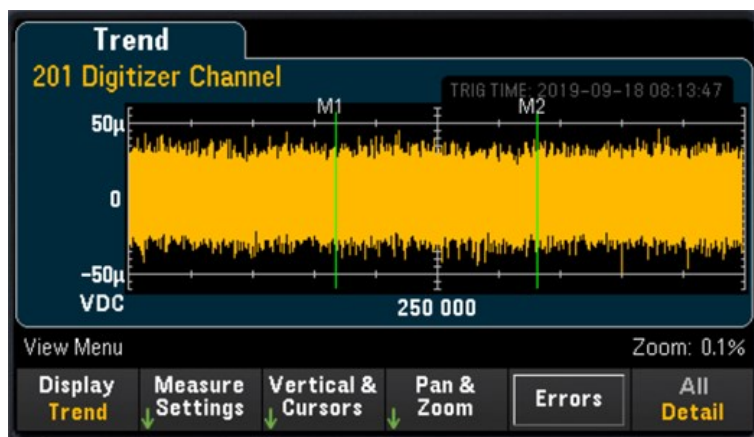 Trend
201 Digitizer Channel
TRIG TIME: 2019-09-18 08:13:47
M1 M2
50µ
0
-50µ
VDC 250 000
View Menu Zoom: 0.1%
Display Measure Vertical & Pan & Errors All
Trend Settings Cursors Zoom Detail